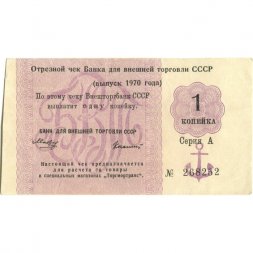 Отрезной чек Банка для внешней торговли СССР
(выпуск 1970 года)
По этому чеку Внешторгбанк СССР
выплатит одну копейку.
БАНК ДЛЯ ВНЕШНЕЙ ТОРГОВЛИ СССР
Настоящий чек предназначается
для расчета за товары
в специальных магазинах „Торгмортранс".
1
КОПЕЙКА
Серия А
№ 268252